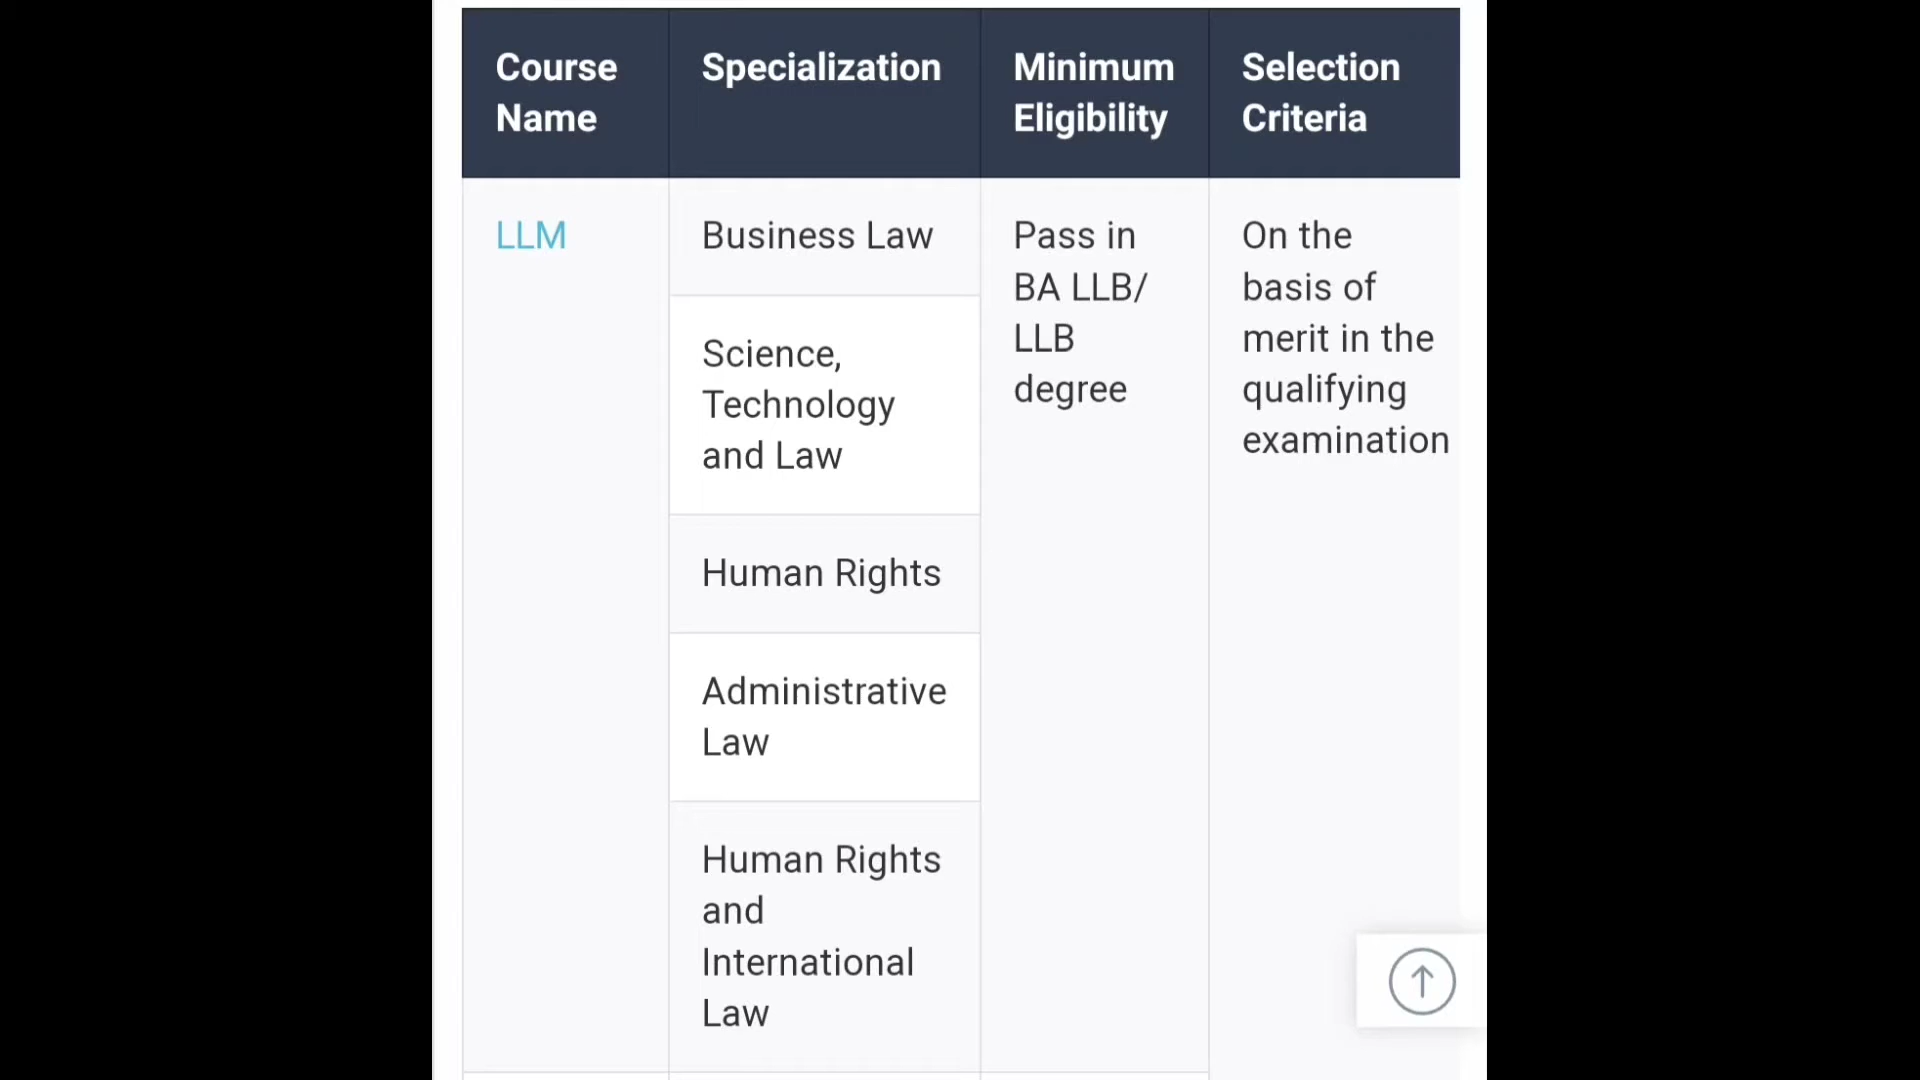 Course
Name
Specialization
Minimum
Eligibility
Selection
Criteria
LLM
Business Law
Science,
Technology
and Law
Human Rights
Administrative
Law
Human Rights
and
International
Law
Pass in
BA LLB/
LLB
degree
On the
basis of
merit in the
qualifying
examination